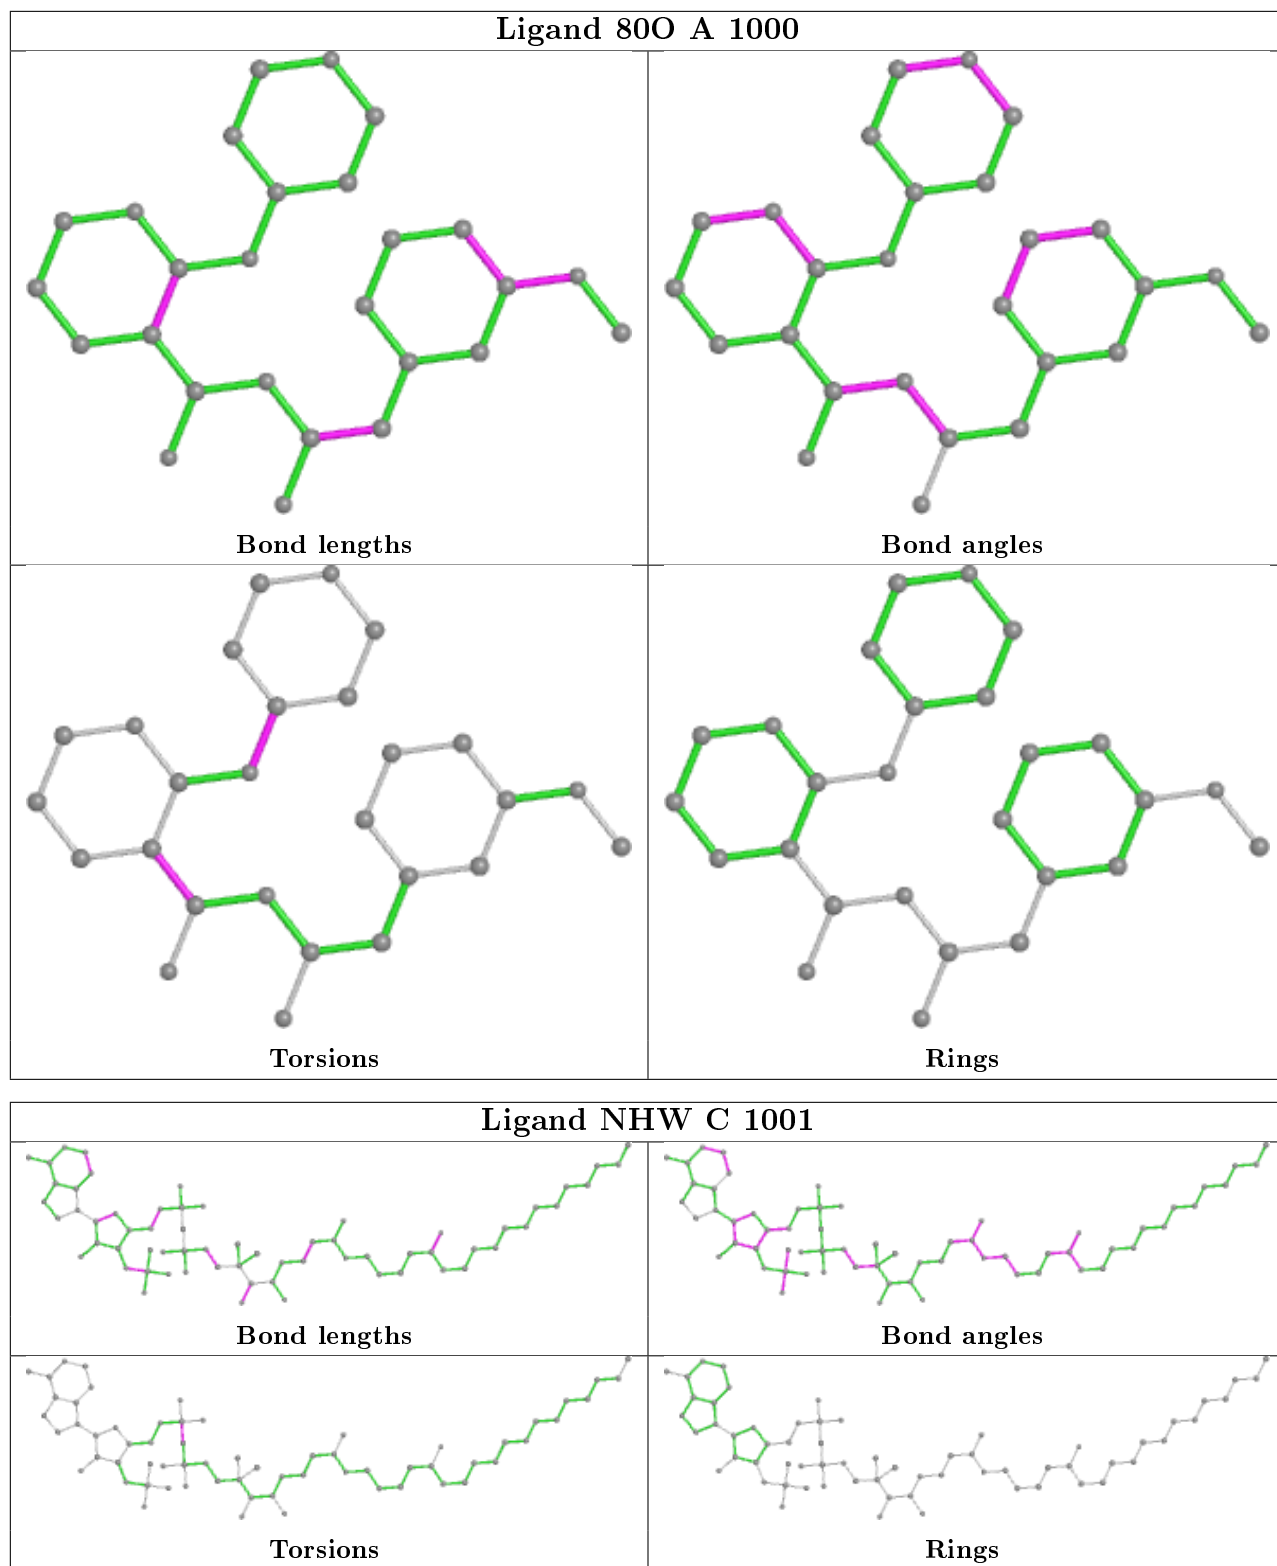 Ligand 80O A 1000
Bond lengths
Bond angles
Torsions
Rings
Ligand NHW C 1001
Bond lengths
Bond angles
Torsions
Rings